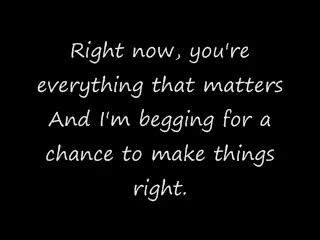 Right now, you're
everything that matters
And I'm begging for a
chance to make things
right.